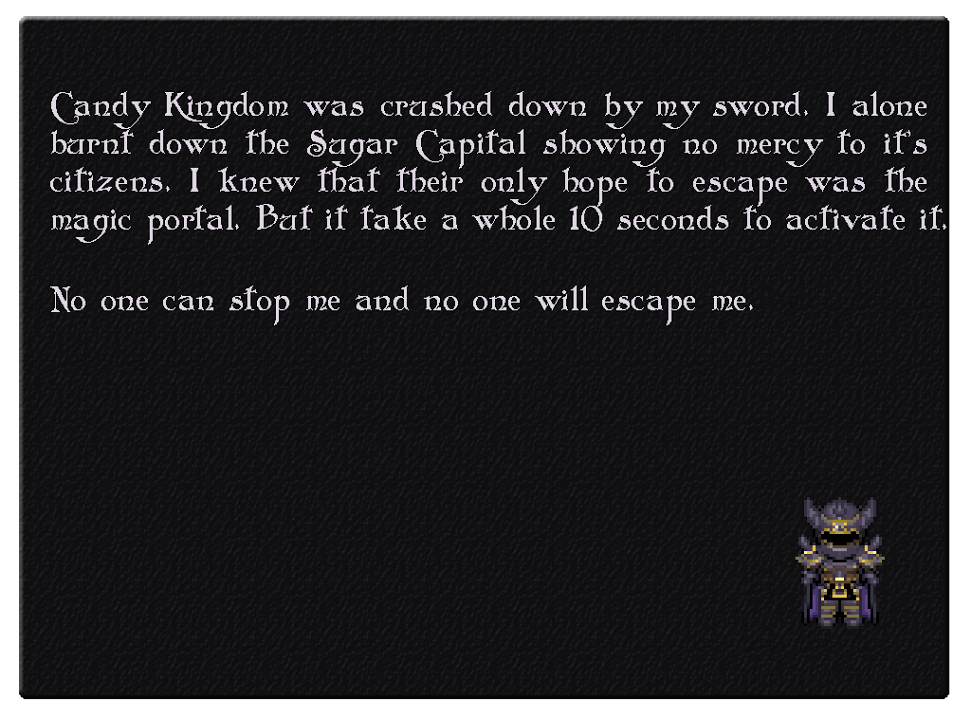 Candy Kingdom was crushed down by my sword. I alone
burnt down the Sugar Capital showing no mercy to it's
citizens. I knew that their only hope to escape was the
magic portal. But it take a whole 10 seconds to activate it.
No one can stop me and no one will escape me.